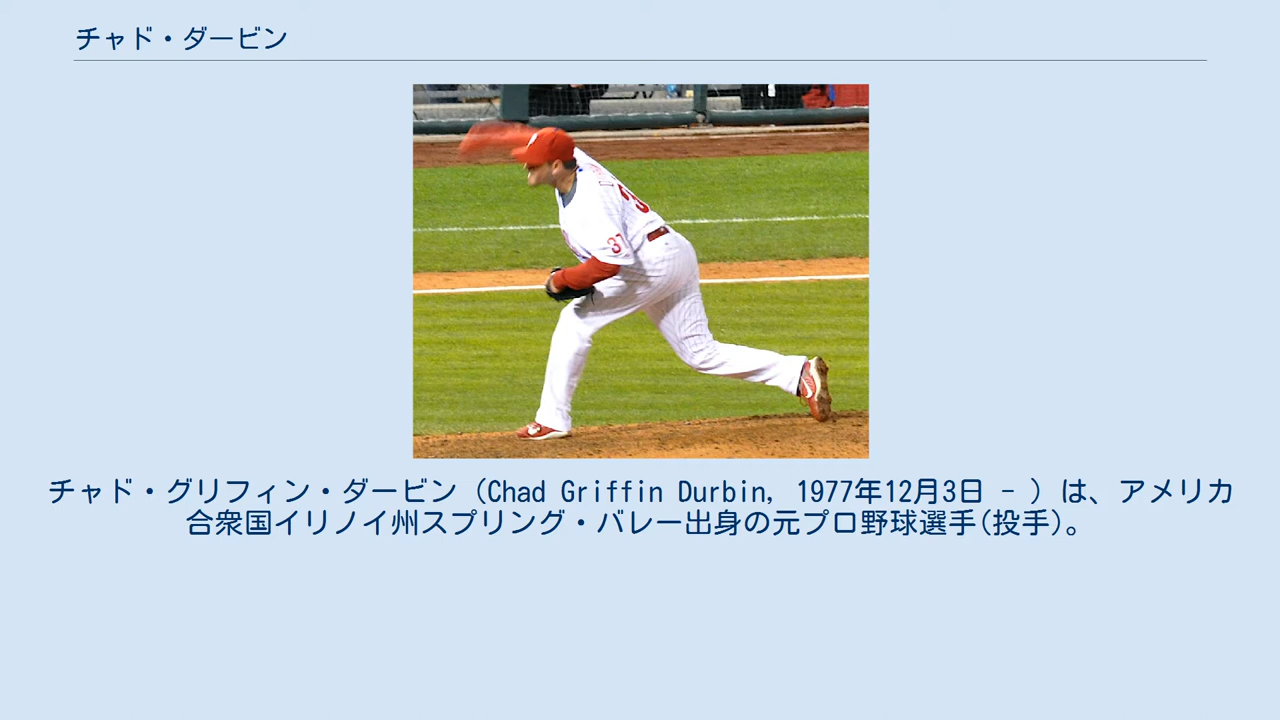 チャド・ダービン
37
チャド・グリフィン・ダービン（Chad Griffin Durbin, 1977年12月3日 - ）は、アメリカ
合衆国イリノイ州スプリング・バレー出身の元プロ野球選手(投手)。